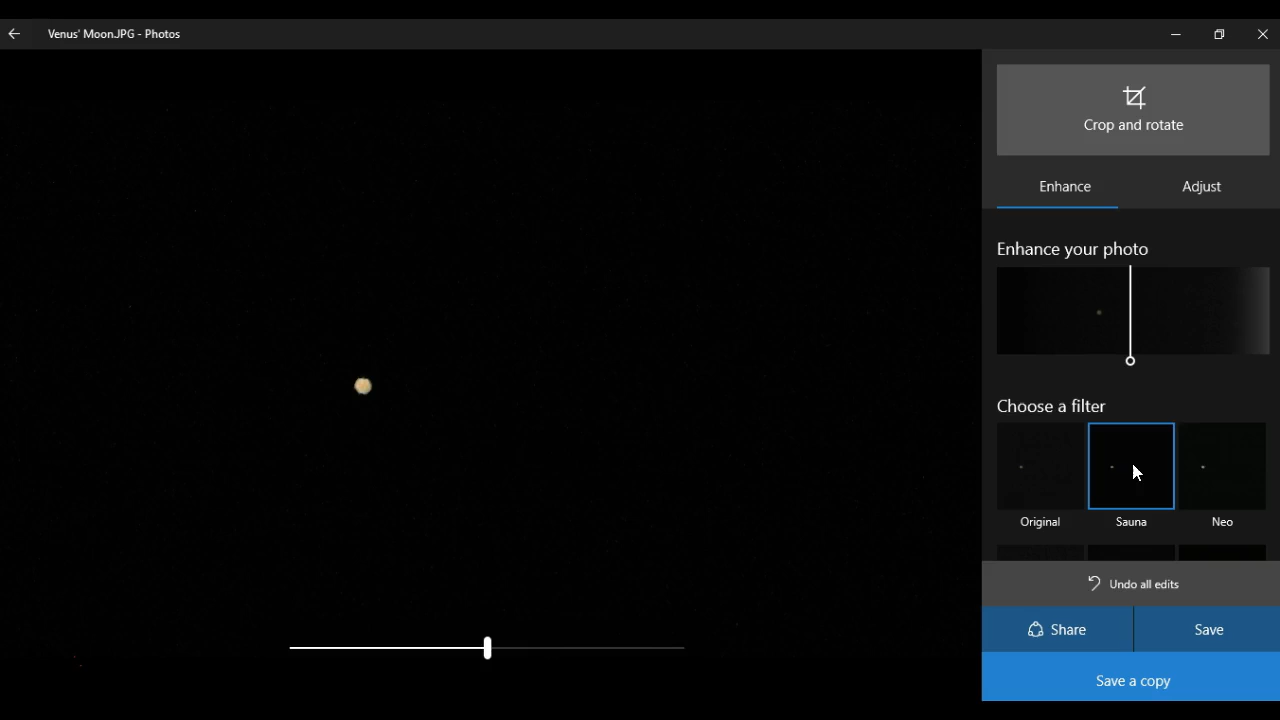 Venus' Moon.JPG - Photos
Crop and rotate
Enhance
Adjust
Enhance your photo
Choose a filter
Original
Sauna
Neo
Undo all edits
Share
Save
Save a copy